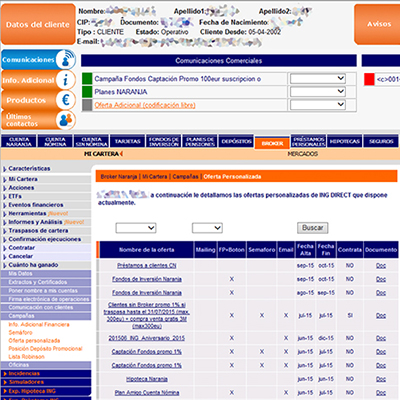 Datos del cliente
Nombre: Apellido1: Apellido2:
CIP: Documento: Fecha de Nacimiento:
Tipo : CLIENTE Estado: Operativo Cliente Desde: 05-04-2002
E-mail:
Avisos
Comunicaciones
Info. Adicional
Productos
Últimos contactos
Comunicaciones Comerciales
Campaña Fondos Captación Promo 100eur suscripcion o
Planes NARANJA
Oferta Adicional (codificación libre)
<c>001
CUENTA NARANJA
CUENTA NÓMINA
CUENTA SIN NÓMINA
TARJETAS
FONDOS DE INVERSIÓN
PLANES DE PENSIONES
DEPÓSITOS
BROKER
PRÉSTAMOS PERSONALES
HIPOTECAS
SEGUROS
MI CARTERA
MERCADOS
Características
Mi Cartera
Acciones
ETFs
Eventos financieros
Herramientas ¡Nuevo!
Informes y Análisis ¡Nuevo!
Traspasos de cartera
Confirmación ejecuciones
Contratar
Cancelar
Cuánto ha ganado
Mis Datos
Extractos y Certificados
Poner nombre a mis cuentas
Firma electrónica de operaciones
Comunicación con clientes
Campañas
Info. Adicional Financiera
Semáforo
Oferta personalizada
Posición Depósito Promocional
Lista Robinson
Oficinas
Incidencias
Simuladores
Exp. Hipoteca ING
Broker Naranja | Mi Cartera | Campañas | Oferta Personalizada
a continuación le detallamos las ofertas personalizadas de ING DIRECT que dispone
actualmente.
Buscar
Nombre de la oferta Mailing FP+Boton Semaforo Email Fecha Alta Fecha Fin Contrata Documento
Préstamos a clientes CN sep-15 oct-15 NO Doc
Fondos de Inversión Naranja X sep-15 oct-15 NO Doc
Fondos de Inversión Naranja X ago-15 sep-15 NO Doc
Clientes sin Broker promo 1% si
traspasa hasta el 31/07/2015 (max.
300eu) + compra venta gratis 3M
(max300eu) X X X jul-15 jul-15 SI Doc
201506_ING_Aniversario_2015 X X jun-15 dic-15 NO Doc
Captación Fondos promo 1% X X X jun-15 jul-15 NO Doc
Captación Fondos promo 1% X X X jun-15 jul-15 NO Doc
Hipoteca Naranja jun-15 jul-15 NO Doc
Plan Amigo Cuenta Nómina X X jun-15 jul-15 NO Doc